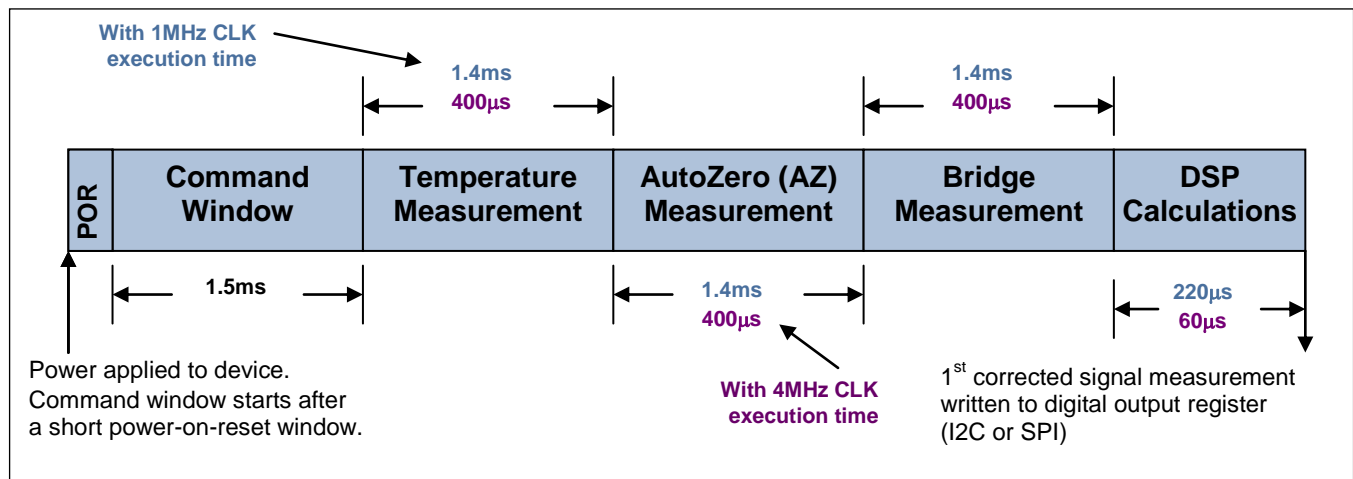 With 1MHz CLK
execution time
1.4ms
400µs
1.4ms
400µs
POR
Command
Window
Temperature
Measurement
AutoZero (AZ)
Measurement
Bridge
Measurement
DSP
Calculations
1.5ms
1.4ms
400µs
220µs
60µs
Power applied to device.
Command window starts after
a short power-on-reset window.
With 4MHz CLK
execution time
1st corrected signal measurement
written to digital output register
(I2C or SPI)